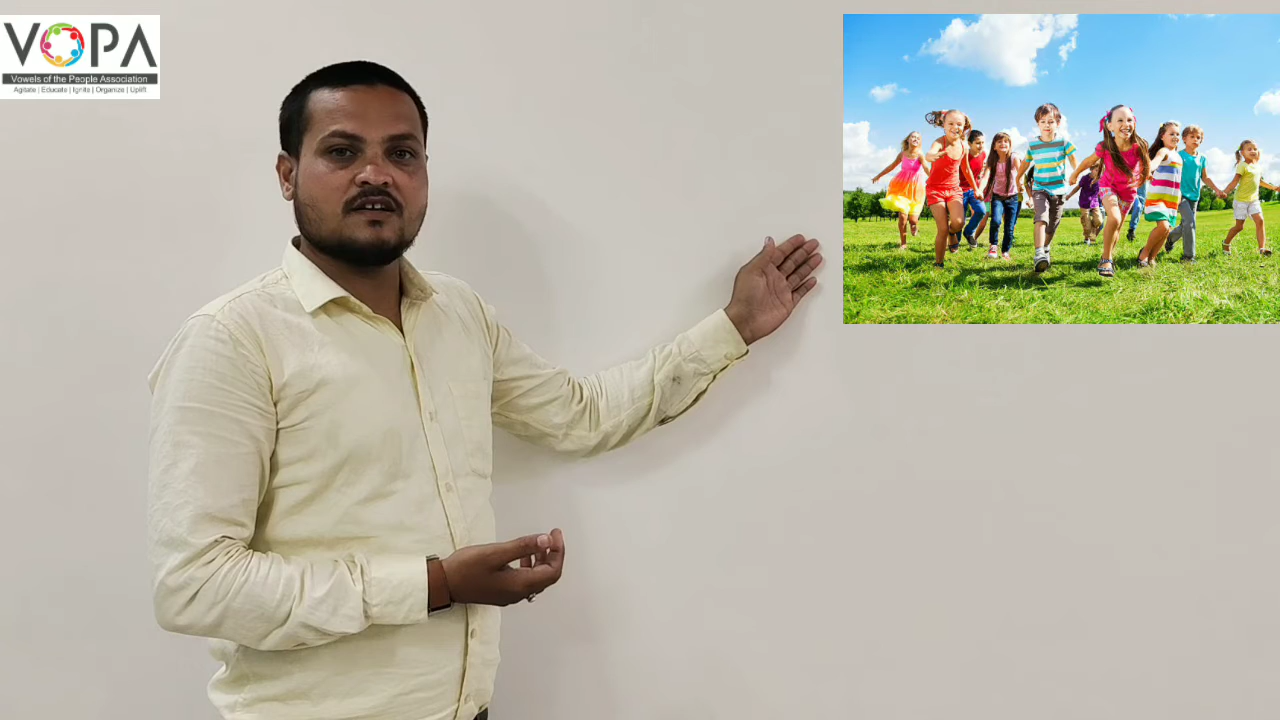 VOPA
Vowels of the People Association
Agitate | Educate | Ignite | Organize | Uplift